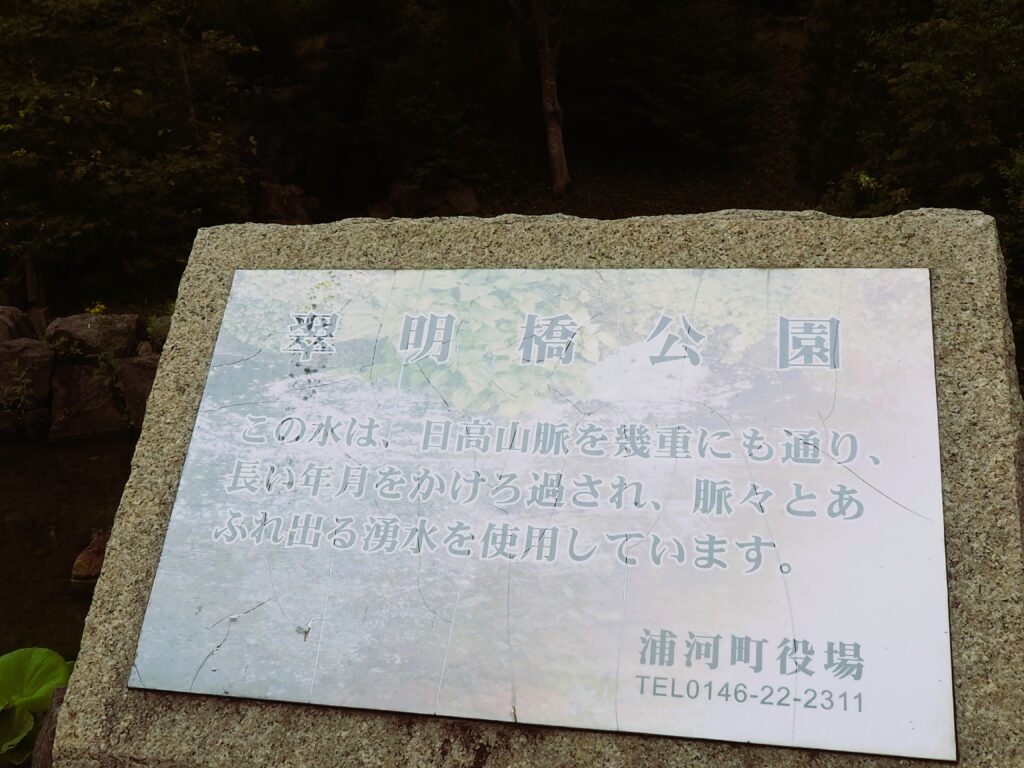 翠明橋公園
この水は、日高山脈を幾重にも通り、
長い年月をかけろ過され、脈々とあ
ふれ出る湧水を使用しています。
浦河町役場
TEL0146-22-2311